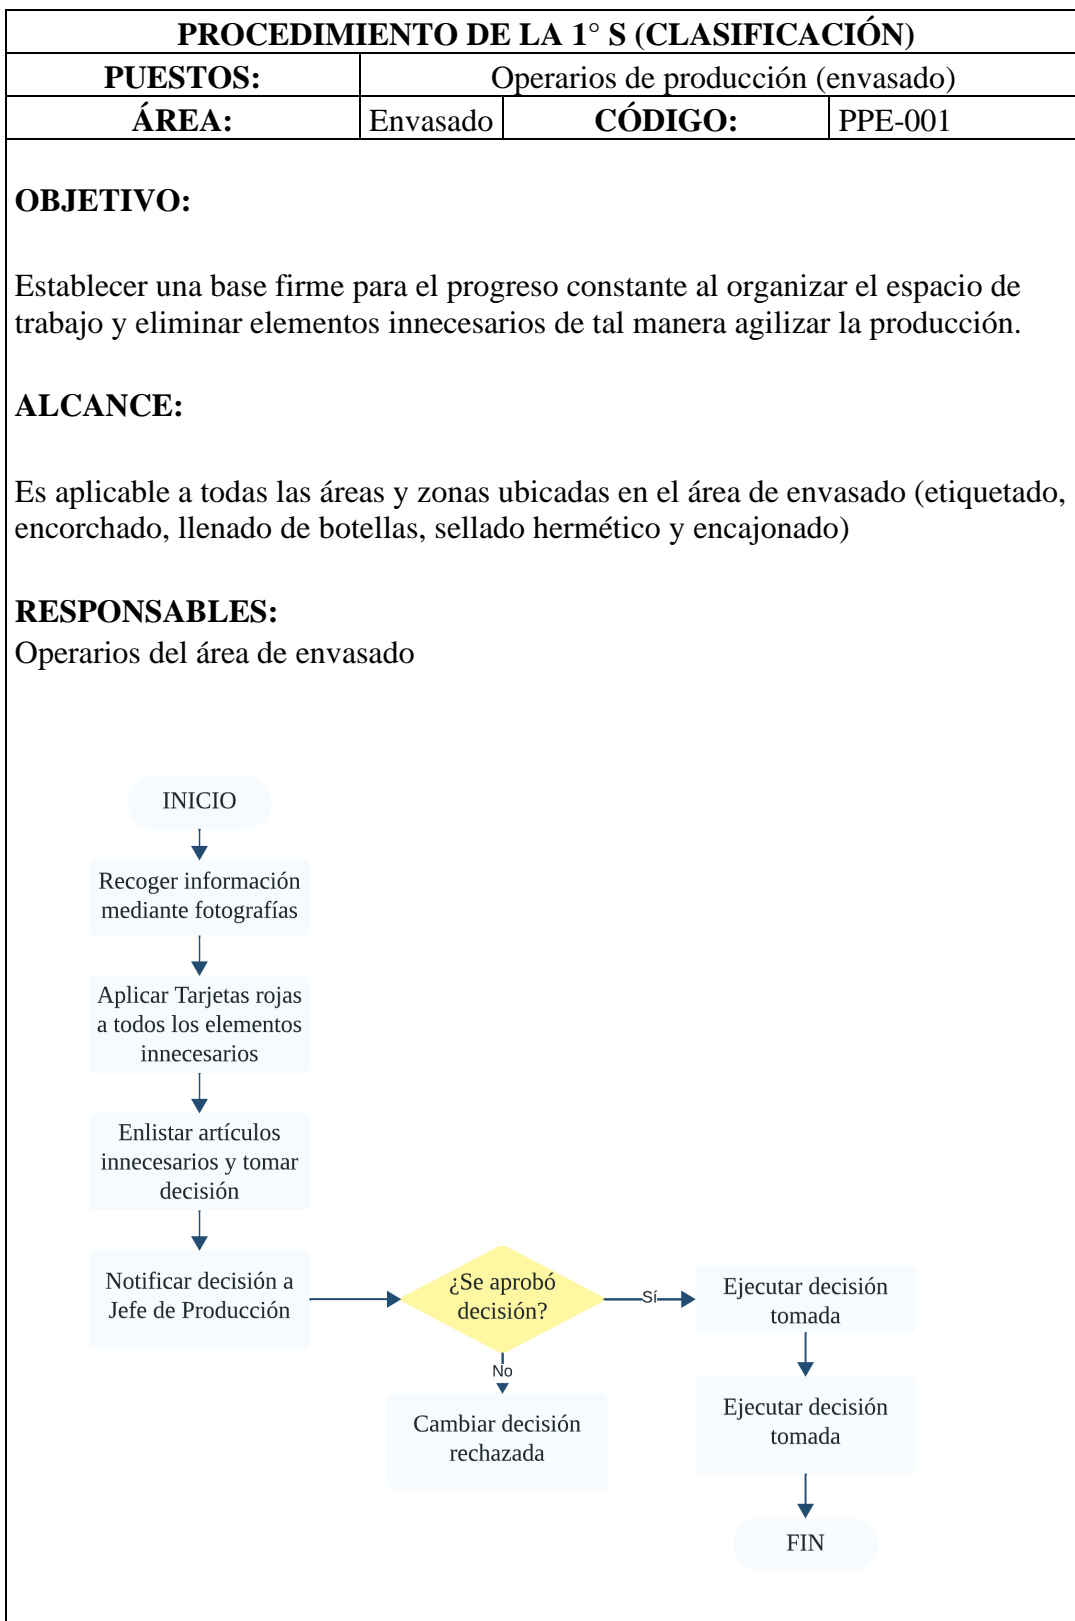 PROCEDIMIENTO DE LA 1° S (CLASIFICACIÓN)
PUESTOS: Operarios de producción (envasado)
ÁREA: Envasado CÓDIGO: PPE-001
OBJETIVO:
Establecer una base firme para el progreso constante al organizar el espacio de
trabajo y eliminar elementos innecesarios de tal manera agilizar la producción.
ALCANCE:
Es aplicable a todas las áreas y zonas ubicadas en el área de envasado (etiquetado,
encorchado, llenado de botellas, sellado hermético y encajonado)
RESPONSABLES:
Operarios del área de envasado
INICIO
Recoger información
mediante fotografías
Aplicar Tarjetas rojas
a todos los elementos
innecesarios
Enlistar artículos
innecesarios y tomar
decisión
Notificar decisión a
Jefe de Producción
¿Se aprobó
decisión?
Sí
Ejecutar decisión
tomada
No
Cambiar decisión
rechazada
Ejecutar decisión
tomada
FIN